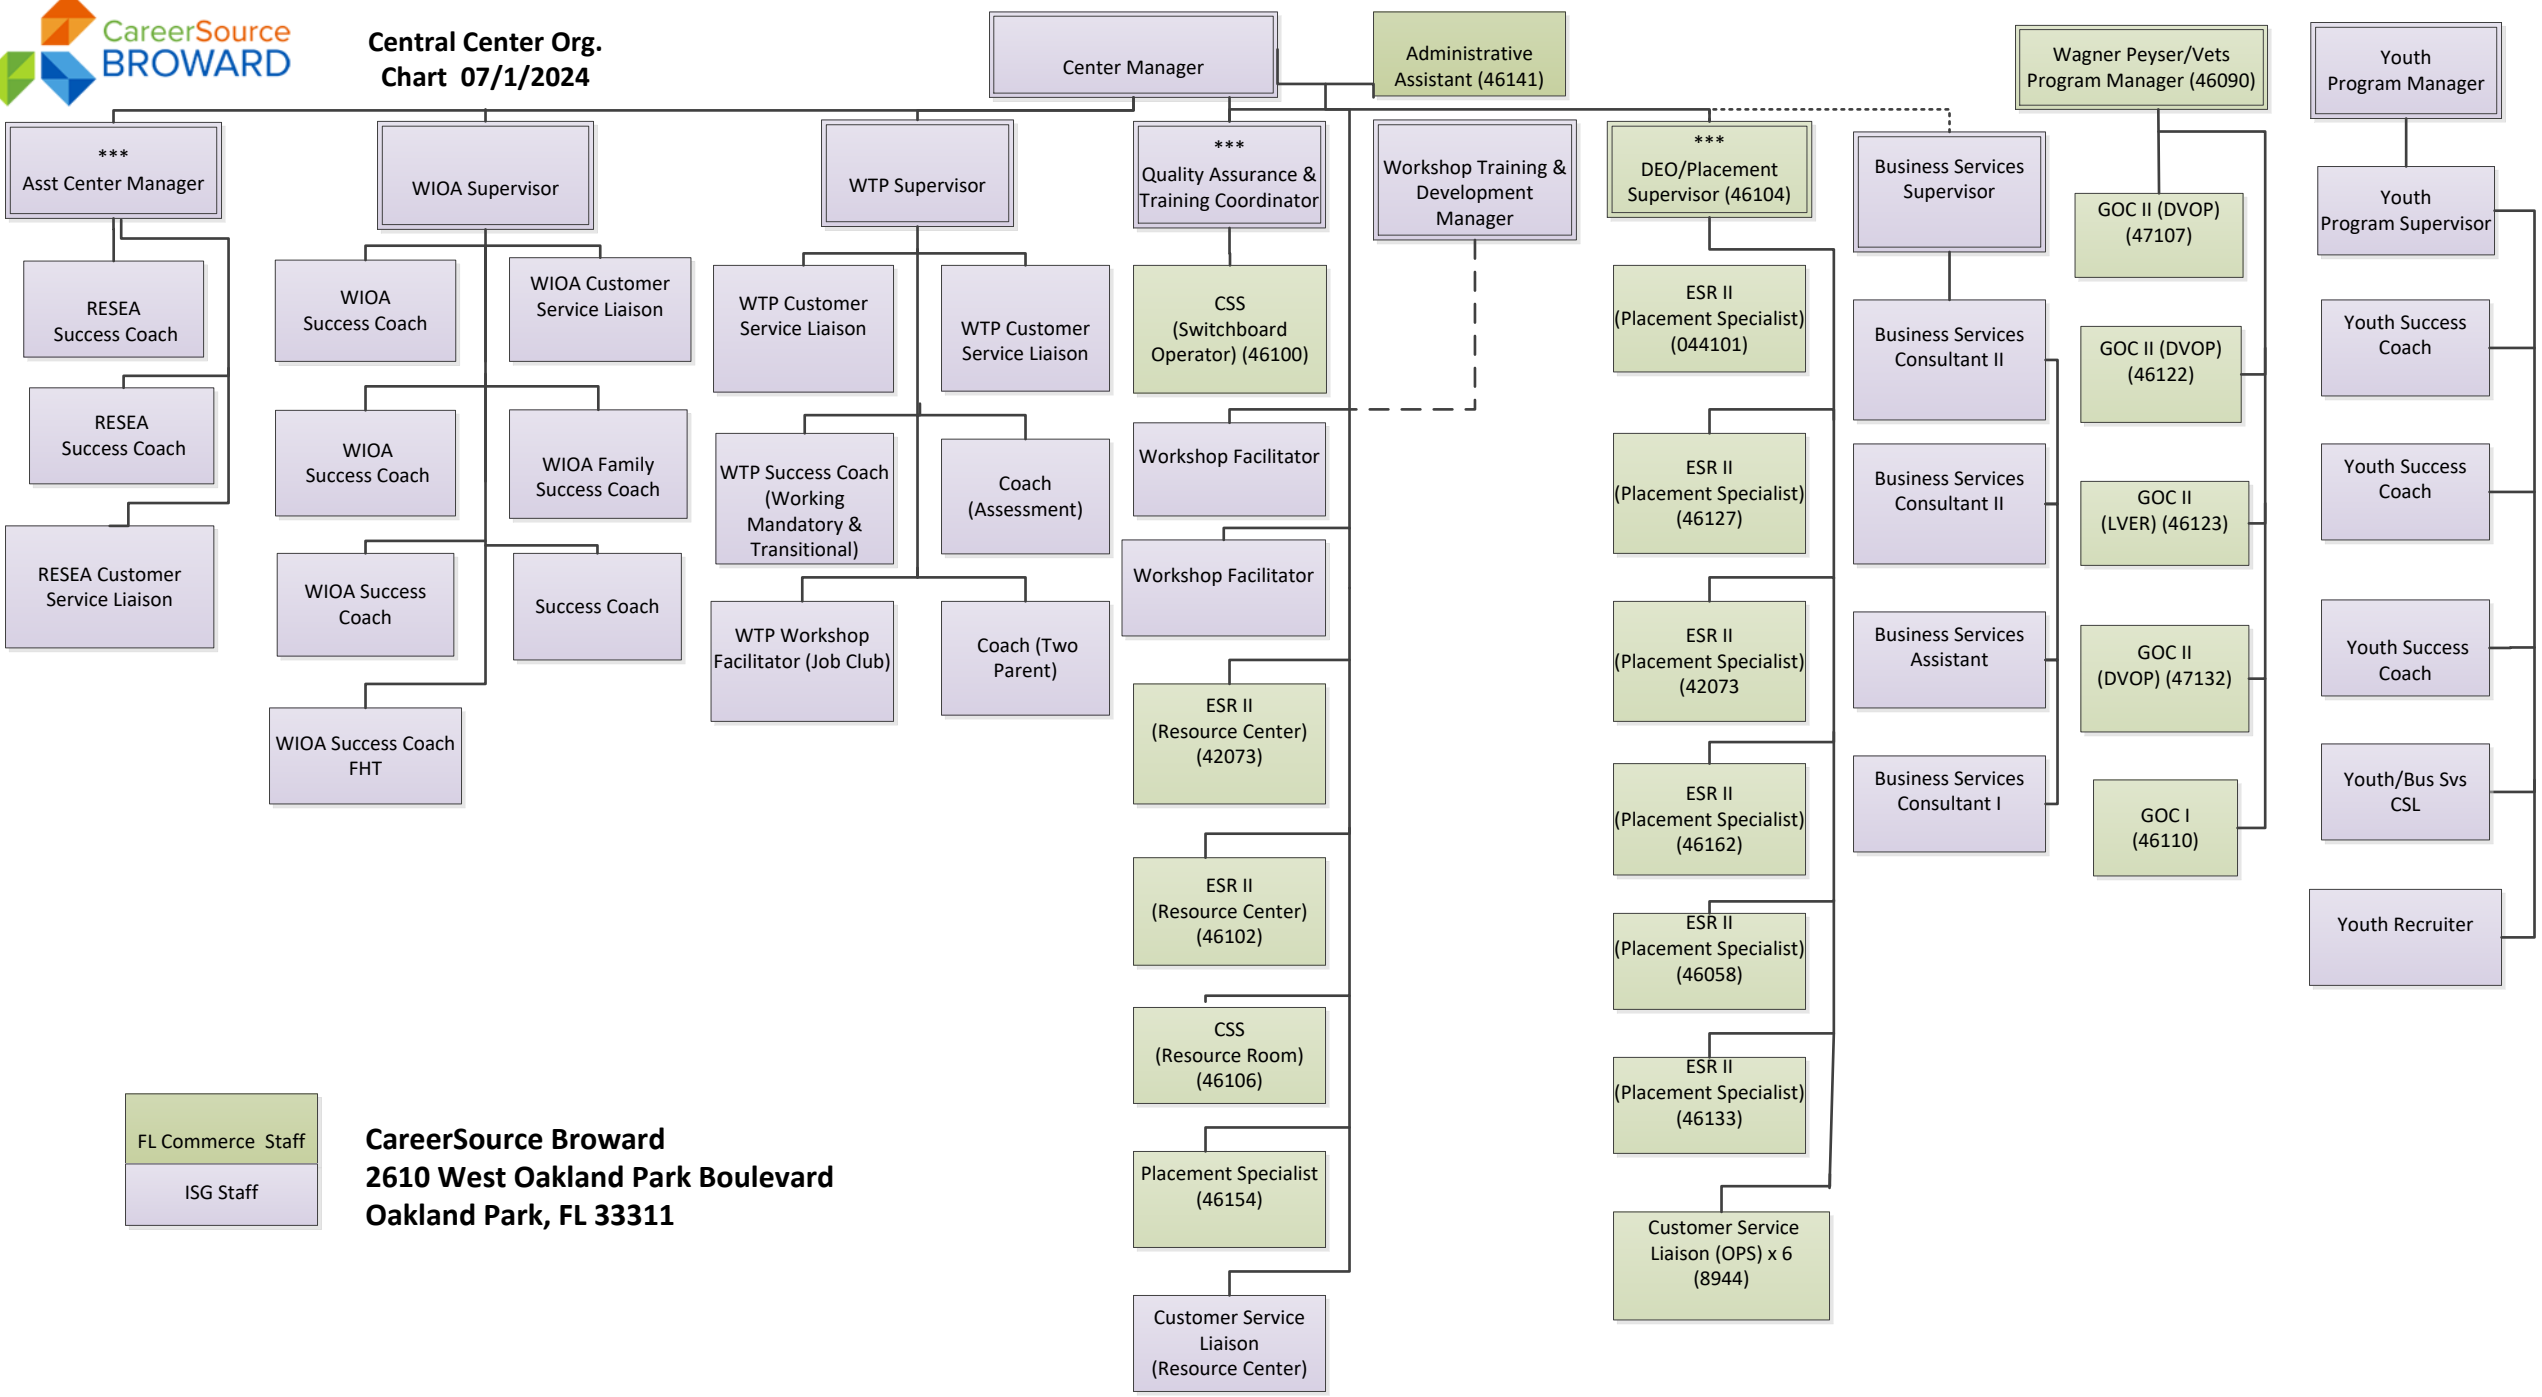 CareerSource
BROWARD
Central Center Org.
Chart 07/1/2024
Center Manager
Administrative
Assistant (46141)
Wagner Peyser/Vets
Program Manager (46090)
Youth
Program Manager
***
Asst Center Manager
WIOA Supervisor
WTP Supervisor
***
Quality Assurance &
Training Coordinator
Workshop Training &
Development
Manager
***
DEO/Placement
Supervisor (46104)
Business Services
Supervisor
GOC II (DVOP)
(47107)
Youth
Program Supervisor
RESEA
Success Coach
RESEA
Success Coach
RESEA Customer
Service Liaison
WIOA
Success Coach
WIOA Customer
Service Liaison
WIOA
Success Coach
WIOA Family
Success Coach
WIOA Success
Coach
Success Coach
WIOA Success Coach
FHT
WTP Customer
Service Liaison
WTP Customer
Service Liaison
WTP Success Coach
(Working
Mandatory &
Transitional)
Coach
(Assessment)
WTP Workshop
Facilitator (Job Club)
Coach (Two
Parent)
CSS
(Switchboard
Operator) (46100)
Workshop Facilitator
Workshop Facilitator
ESR II
(Resource Center)
(42073)
ESR II
(Resource Center)
(46102)
CSS
(Resource Room)
(46106)
Placement Specialist
(46154)
Customer Service
Liaison
(Resource Center)
ESR II
(Placement Specialist)
(044101)
ESR II
(Placement Specialist)
(46127)
ESR II
(Placement Specialist)
(42073
ESR II
(Placement Specialist)
(46162)
ESR II
(Placement Specialist)
(46058)
ESR II
(Placement Specialist)
(46133)
Customer Service
Liaison (OPS) x 6
(8944)
Business Services
Consultant II
Business Services
Consultant II
Business Services
Assistant
Business Services
Consultant I
GOC II (DVOP)
(46122)
GOC II
(LVER) (46123)
GOC II
(DVOP) (47132)
GOC I
(46110)
Youth Success
Coach
Youth Success
Coach
Youth Success
Coach
Youth/Bus Svs
CSL
Youth Recruiter
FL Commerce Staff
ISG Staff
CareerSource Broward
2610 West Oakland Park Boulevard
Oakland Park, FL 33311